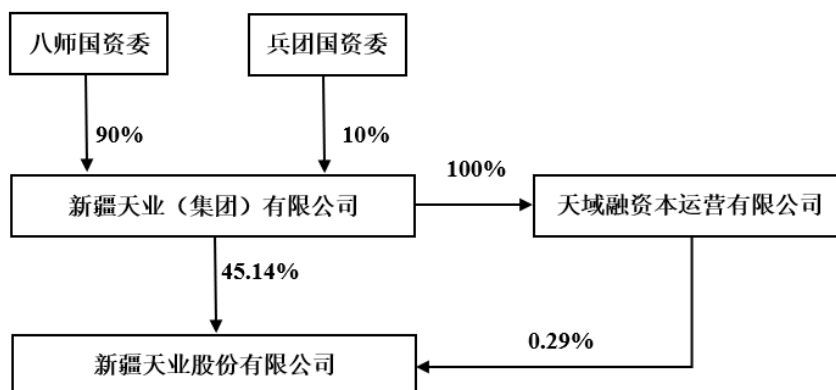 八师国资委
兵团国资委
90%
10%
新疆天业（集团）有限公司
100%
天域融资本运营有限公司
45.14%
0.29%
新疆天业股份有限公司